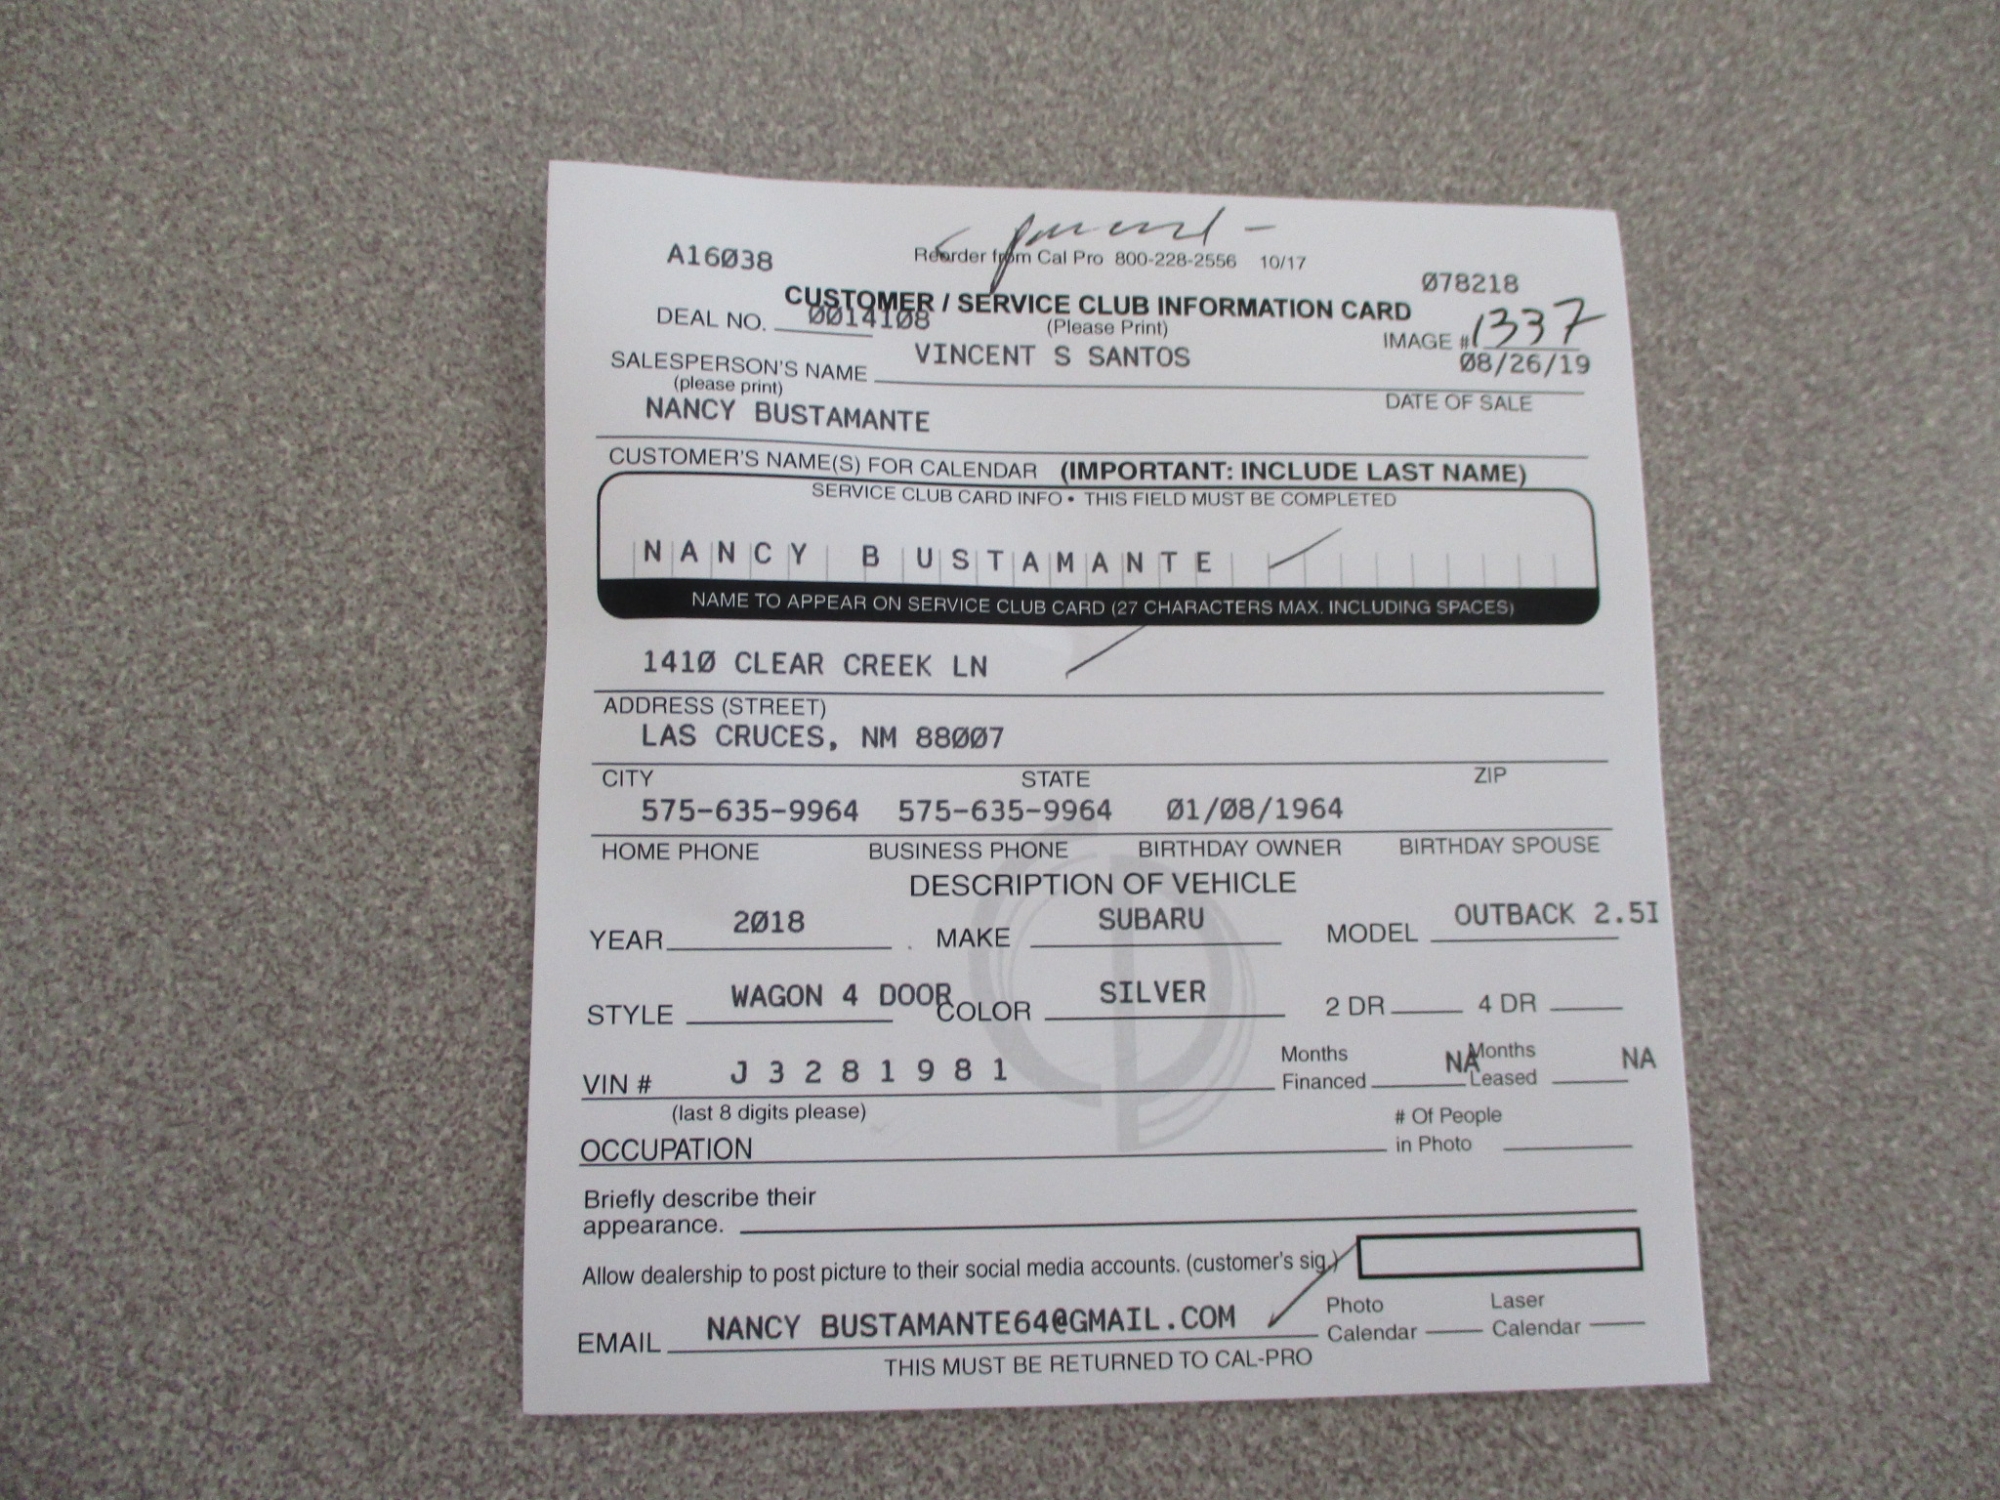 A16Ø38
Reorder from Cal Pro 800-228-2556 10/17
Ø78218
CUSTOMER / SERVICE CLUB INFORMATION CARD
DEAL NO. ØØ141Ø8 (Please Print) IMAGE # 1337
SALESPERSON'S NAME VINCENT S SANTOS Ø8/26/19
(please print) DATE OF SALE
NANCY BUSTAMANTE
CUSTOMER'S NAME(S) FOR CALENDAR (IMPORTANT: INCLUDE LAST NAME)
SERVICE CLUB CARD INFO • THIS FIELD MUST BE COMPLETED
NANCY BUSTAMANTE
NAME TO APPEAR ON SERVICE CLUB CARD (27 CHARACTERS MAX. INCLUDING SPACES)
141Ø CLEAR CREEK LN
ADDRESS (STREET)
LAS CRUCES, NM 88ØØ7
CITY STATE ZIP
575-635-9964 575-635-9964 Ø1/Ø8/1964
HOME PHONE BUSINESS PHONE BIRTHDAY OWNER BIRTHDAY SPOUSE
DESCRIPTION OF VEHICLE
YEAR 2Ø18 MAKE SUBARU MODEL OUTBACK 2.5I
STYLE WAGON 4 DOOR COLOR SILVER 2 DR 4 DR
VIN # J 3 2 8 1 9 8 1 Months Financed NA Months Leased NA
(last 8 digits please)
OCCUPATION # Of People in Photo
Briefly describe their
appearance.
Allow dealership to post picture to their social media accounts. (customer's sig.)
EMAIL NANCY BUSTAMANTE64@GMAIL.COM Photo Calendar Laser Calendar
THIS MUST BE RETURNED TO CAL-PRO